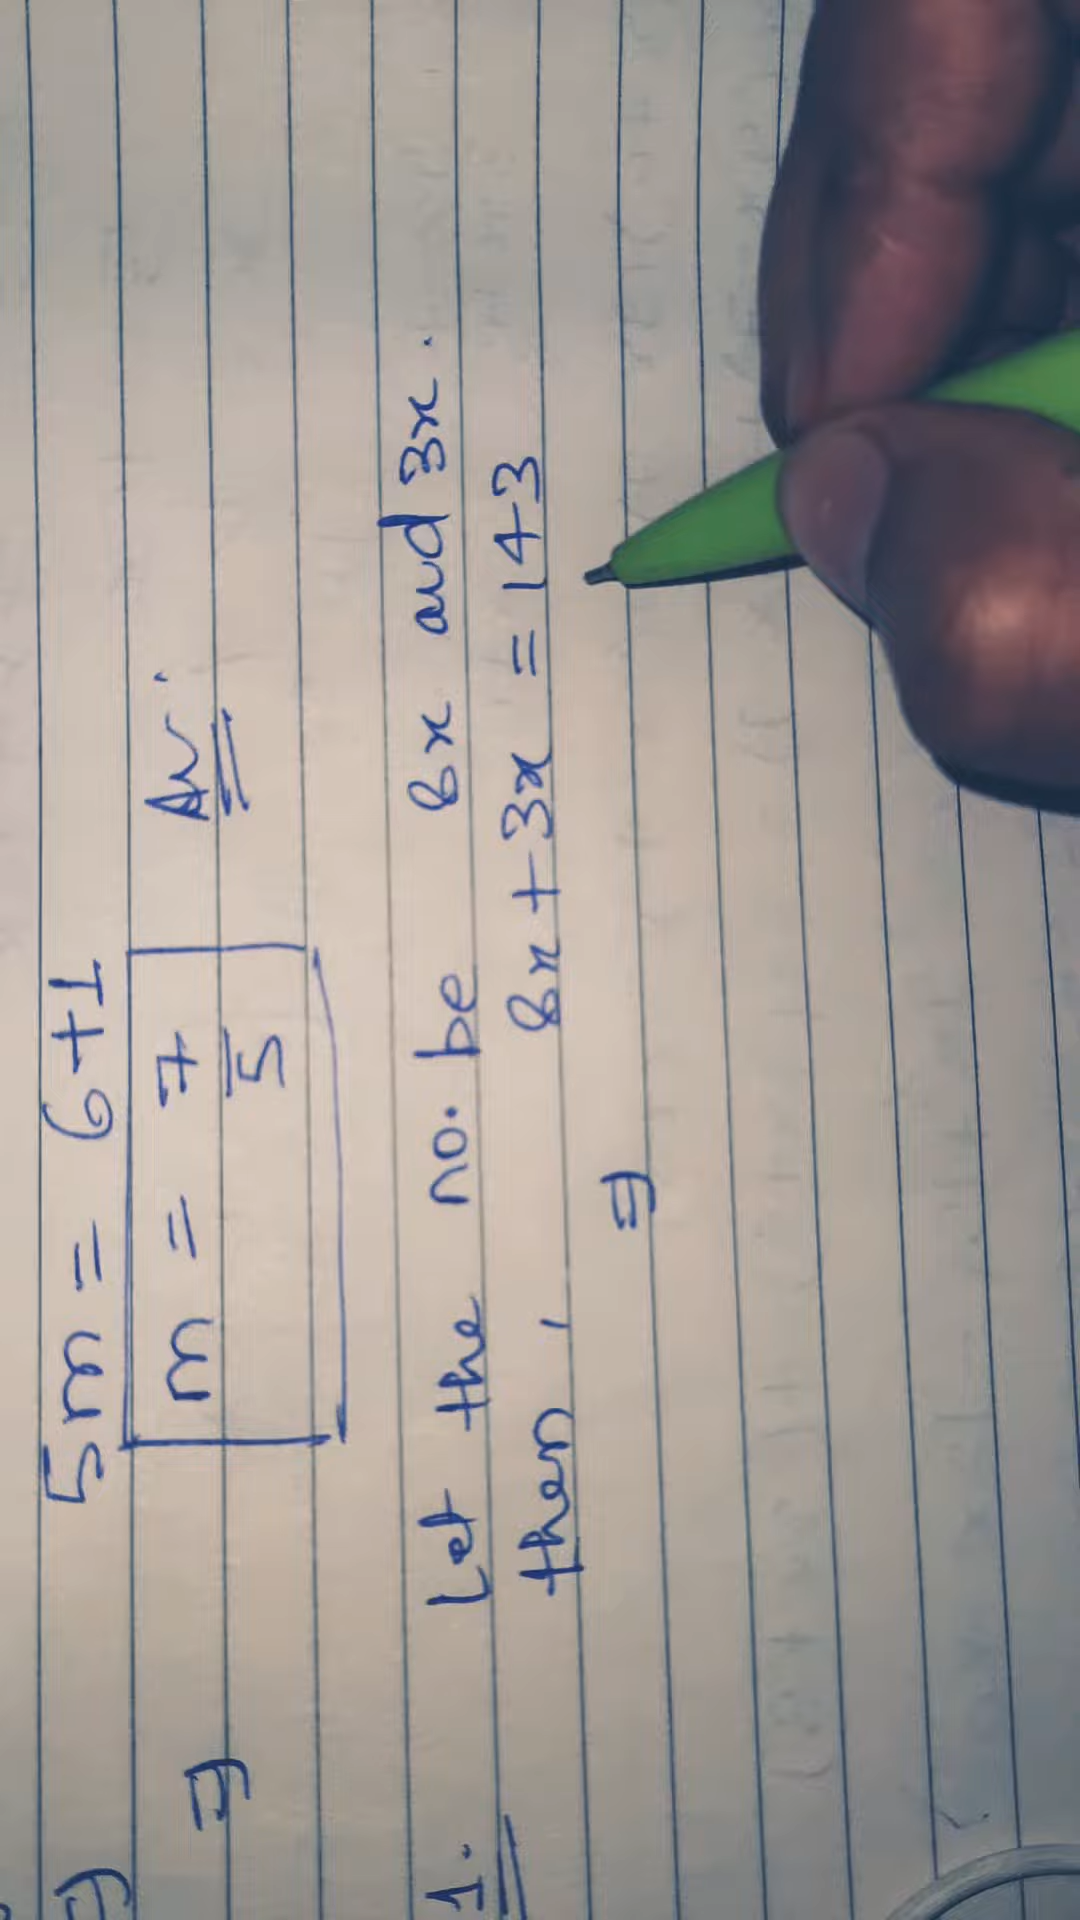 ⇒ 5m = 6+1
⇒ m = 7/5 Ans.
1. Let the no. be 8x and 3x.
then, 8x + 3x = 143
⇒